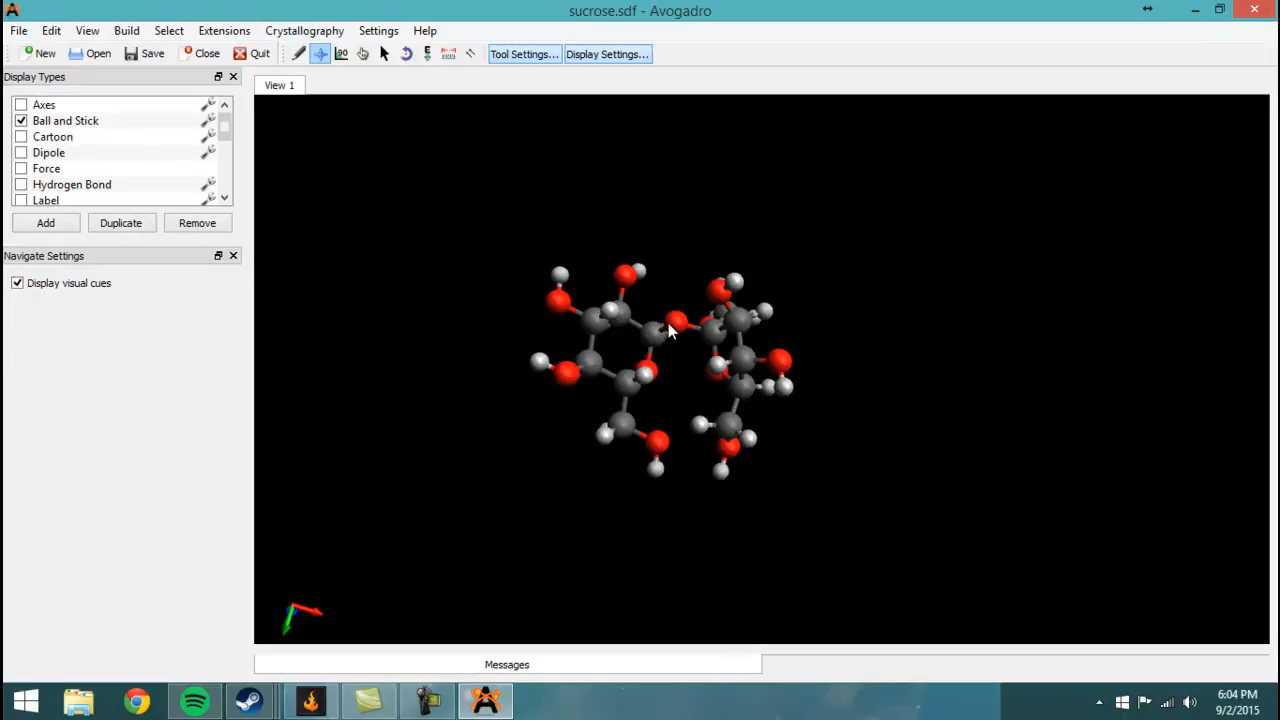 sucrose.sdf - Avogadro
File Edit View Build Select Extensions Crystallography Settings Help
New Open Save Close Quit E Tool Settings... Display Settings...
Display Types
View 1
Axes
Ball and Stick
Cartoon
Dipole
Force
Hydrogen Bond
Label
Add Duplicate Remove
Navigate Settings
Display visual cues
Messages
6:04 PM
9/2/2015